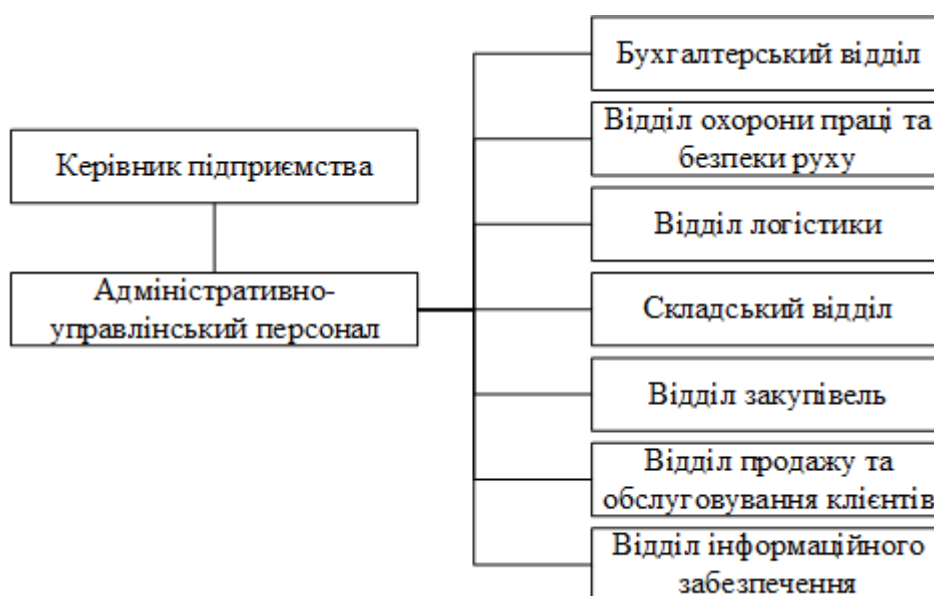 Керівник підприємства
Адміністративно-
управлінський персонал
Бухгалтерський відділ
Відділ охорони праці та
безпеки руху
Відділ логістики
Складський відділ
Відділ закупівель
Відділ продажу та
обслуговування клієнтів
Відділ інформаційного
забезпечення